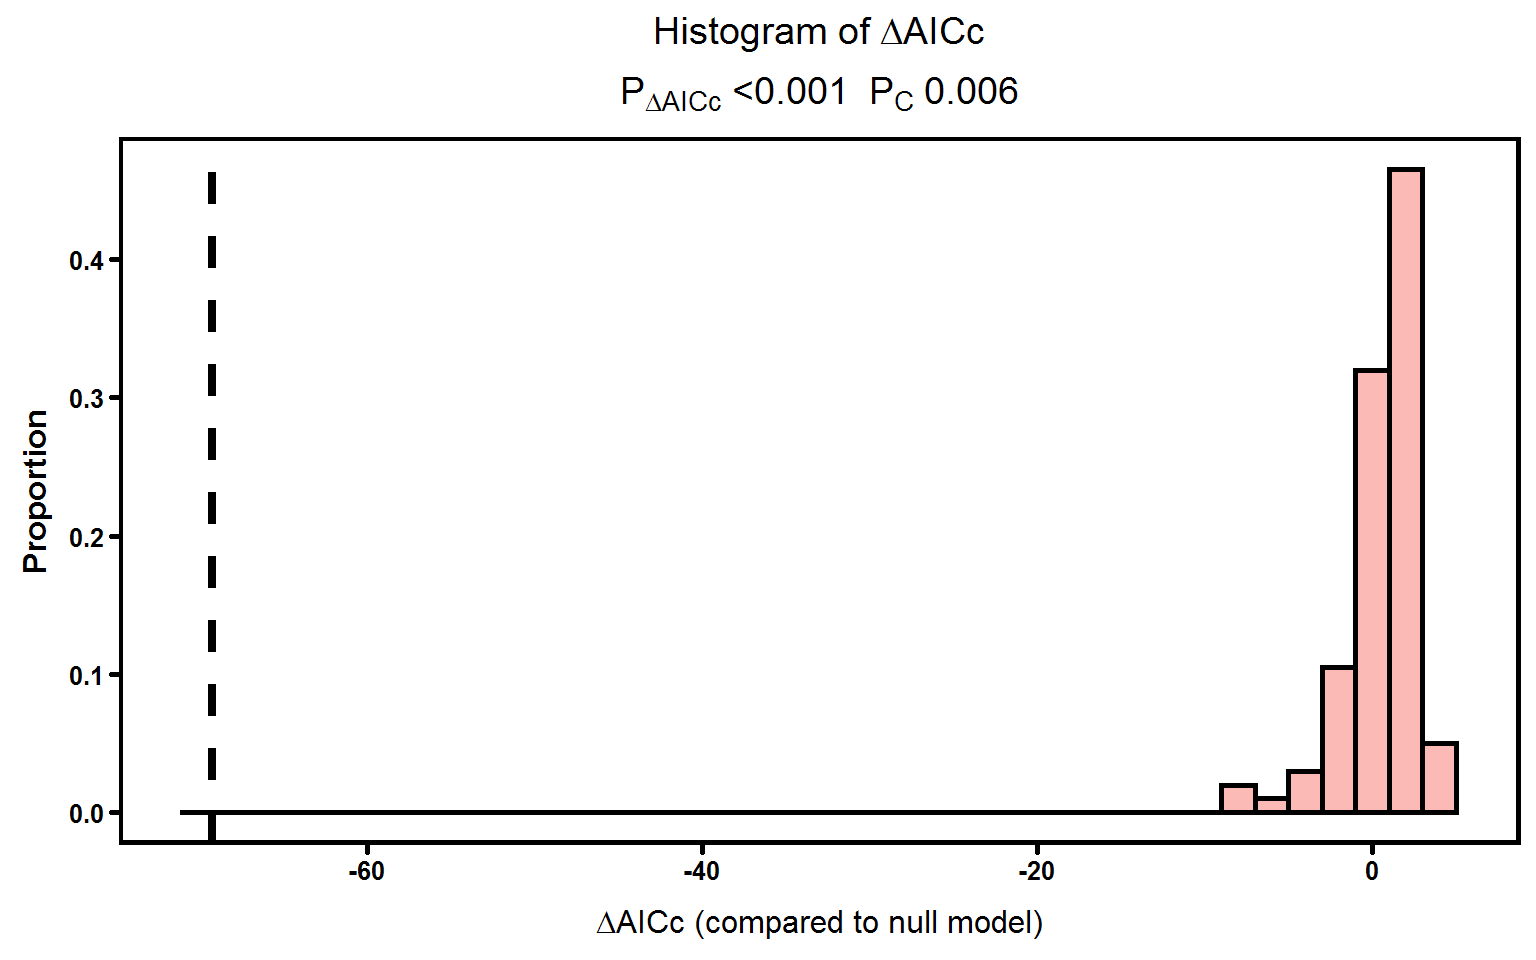 Histogram of ΔAICc
PΔAICc <0.001 PC 0.006
Proportion
0.4
0.3
0.2
0.1
0.0
-60 -40 -20 0
ΔAICc (compared to null model)